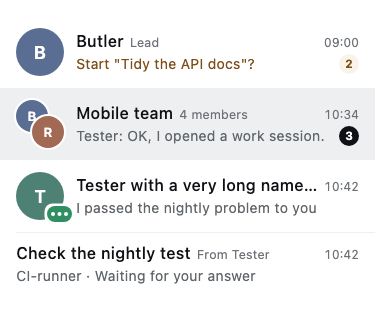 B
Butler Lead 09:00
Start "Tidy the API docs"? 2
B
R
Mobile team 4 members 10:34
Tester: OK, I opened a work session. 3
T
Tester with a very long name... 10:42
I passed the nightly problem to you
Check the nightly test From Tester 10:42
CI-runner · Waiting for your answer